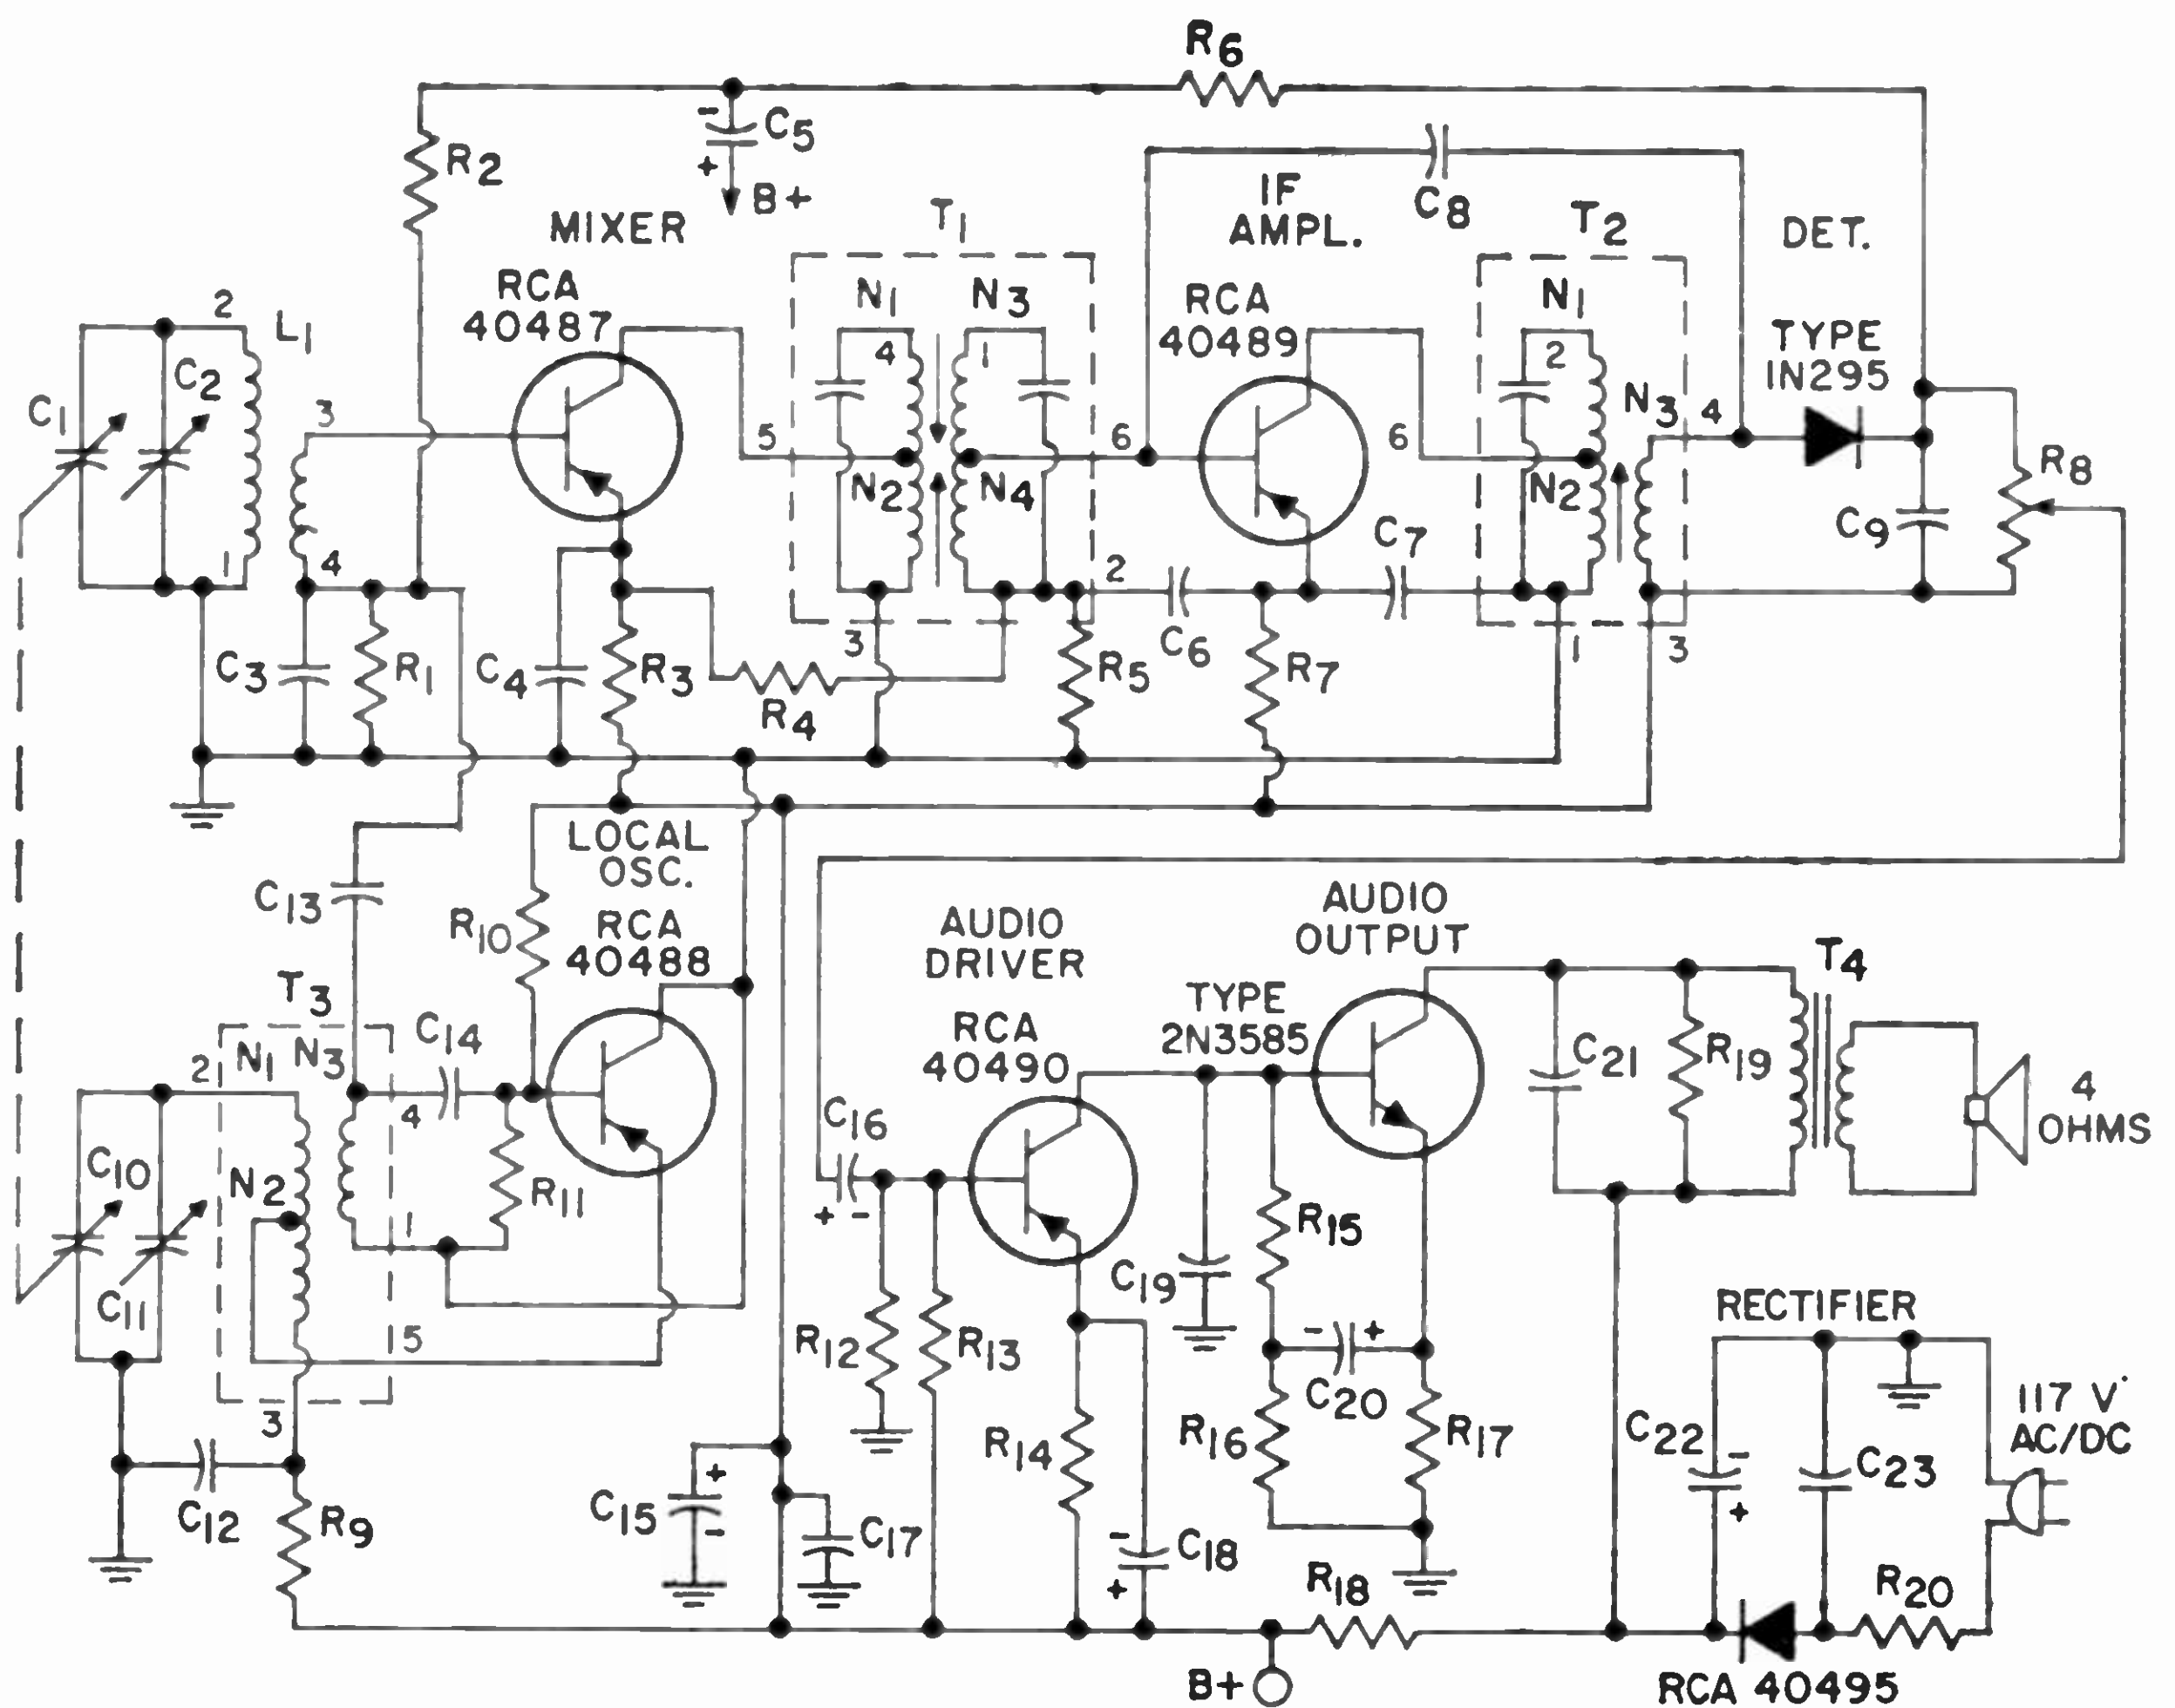 R6
R2
- C5
+
B+
MIXER
T1
IF
AMPL.
C8
T2
DET.
RCA
40487
N1
N3
RCA
40489
N1
TYPE
1N295
2
L1
4
1
2
C1
C2
3
5
6
6
N3
4
N2
N4
N2
R8
1
4
C9
C7
2
3
C3
R1
C4
R3
R4
R5
C6
R7
1
3
LOCAL
OSC.
C13
R10
RCA
40488
AUDIO
DRIVER
AUDIO
OUTPUT
T4
T3
TYPE
2N3585
RCA
40490
C14
2
N1
N3
4
C21
R19
4
OHMS
C10
N2
R11
C16
+ -
1
R15
C19
C11
5
R12
R13
- +
C20
RECTIFIER
3
R14
R16
R17
C22
-
+
C23
117 V
AC/DC
C12
R9
C15
+
-
C17
-
C18
+
R18
R20
B+
RCA 40495